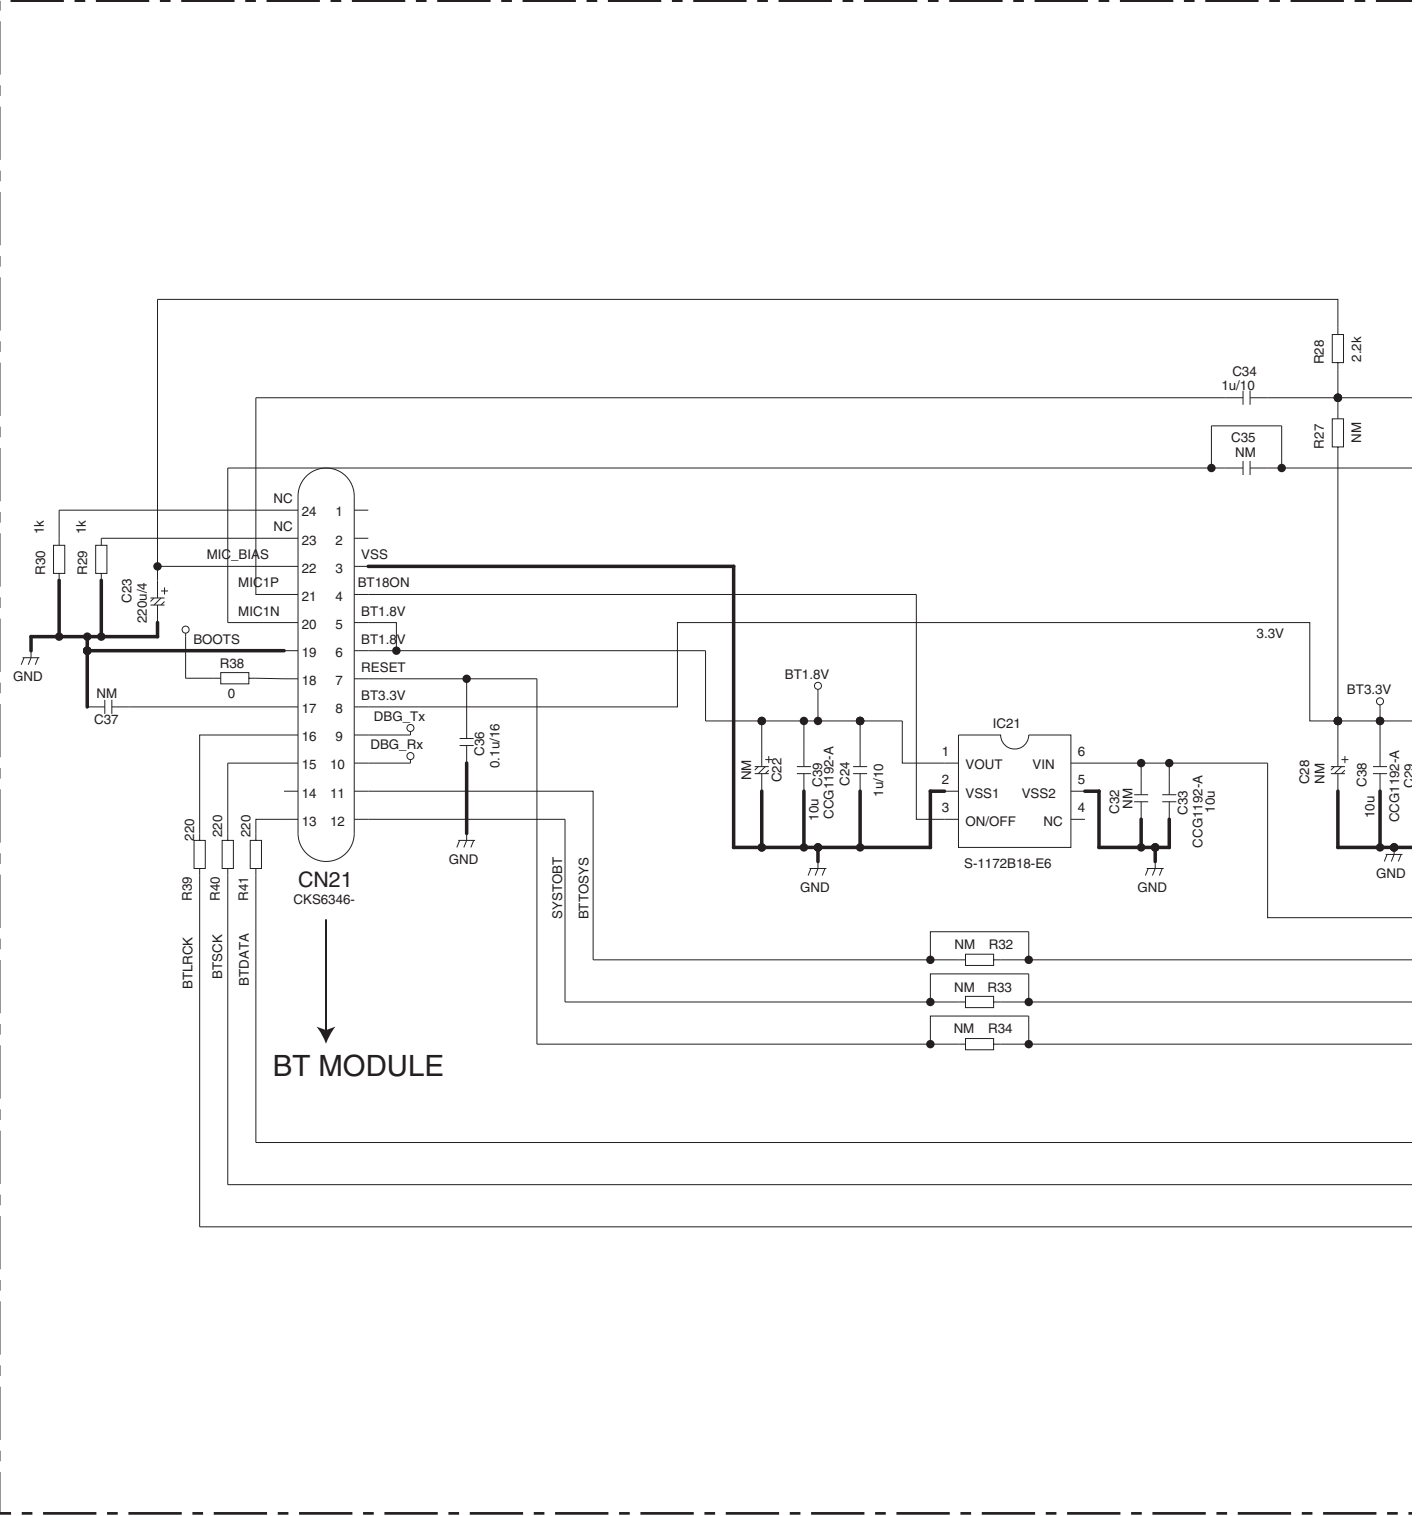 R28
2.2k
C34
1u/10
R27
NM
C35
NM
NC
24
1
NC
23
2
1k
1k
R30
R29
MIC_BIAS
22
3
VSS
C23
220u/4
+
MIC1P
21
4
BT18ON
MIC1N
20
5
BT1.8V
BOOTS
19
6
BT1.8V
GND
R38
0
18
7
RESET
NM
C37
17
8
BT3.3V
16
9
DBG_Tx
15
10
DBG_Rx
14
11
13
12
C36
0.1u/16
GND
3.3V
BT1.8V
BT3.3V
NM
+
C22
10u
C39
CCG1192-A
C24
1u/10
IC21
1
VOUT
VIN
6
2
VSS1
VSS2
5
3
ON/OFF
NC
4
S-1172B18-E6
C32
NM
C33
CCG1192-A
10u
C28
NM
+
C38
10u
CCG1192-A
C29
GND
GND
GND
220
220
220
R39
R40
R41
CN21
CKS6346-
BTLRCK
BTSCK
BTDATA
SYSTOBT
BTTOSYS
NM R32
NM R33
NM R34
BT MODULE